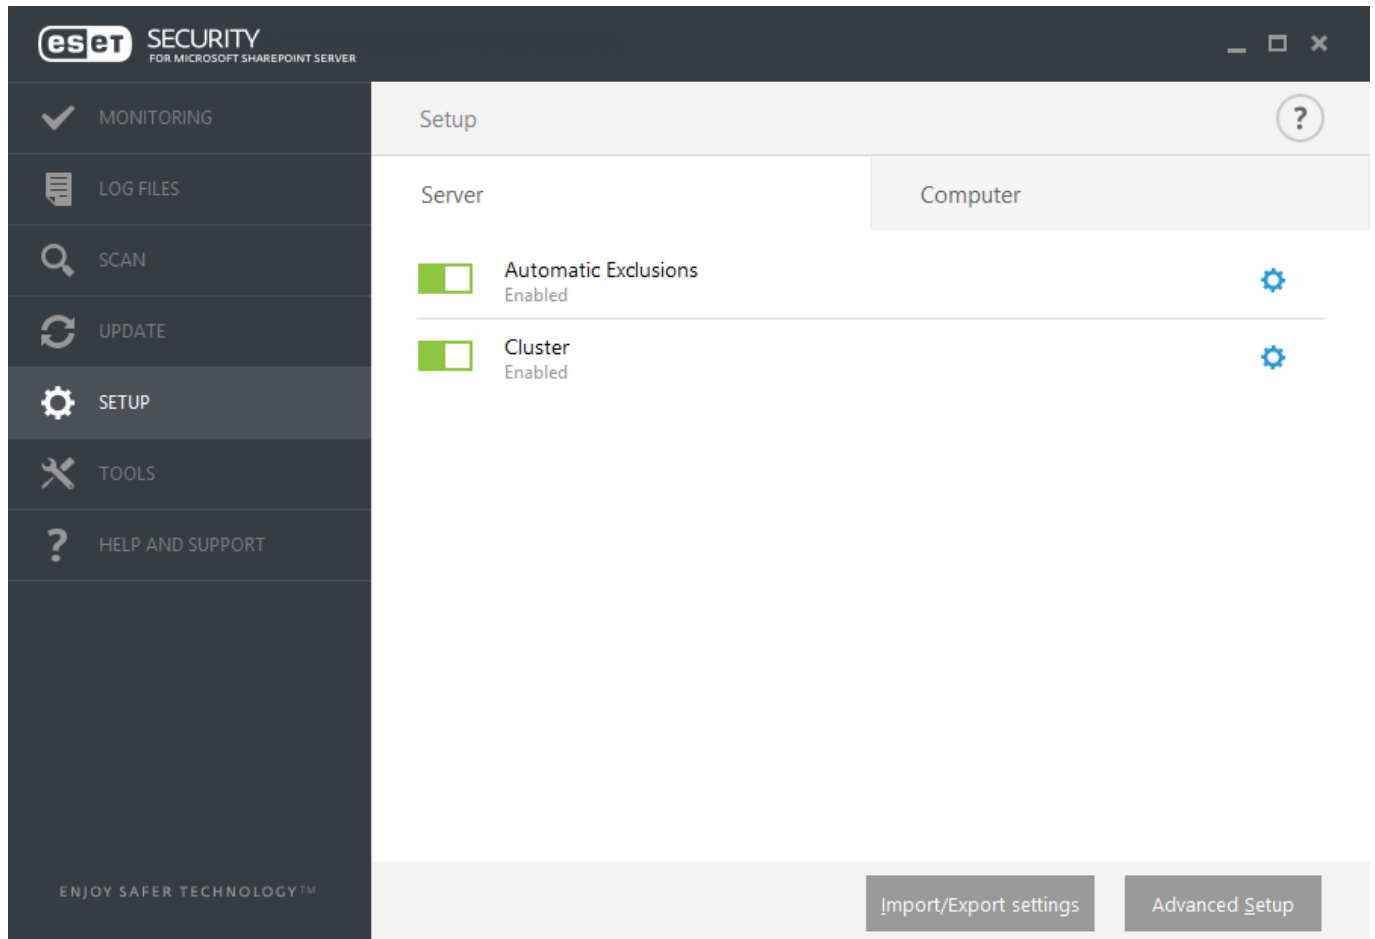 eset SECURITY
FOR MICROSOFT SHAREPOINT SERVER
MONITORING
LOG FILES
SCAN
UPDATE
SETUP
TOOLS
HELP AND SUPPORT
ENJOY SAFER TECHNOLOGY™
Setup
?
Server
Computer
Automatic Exclusions
Enabled
Cluster
Enabled
Import/Export settings
Advanced Setup